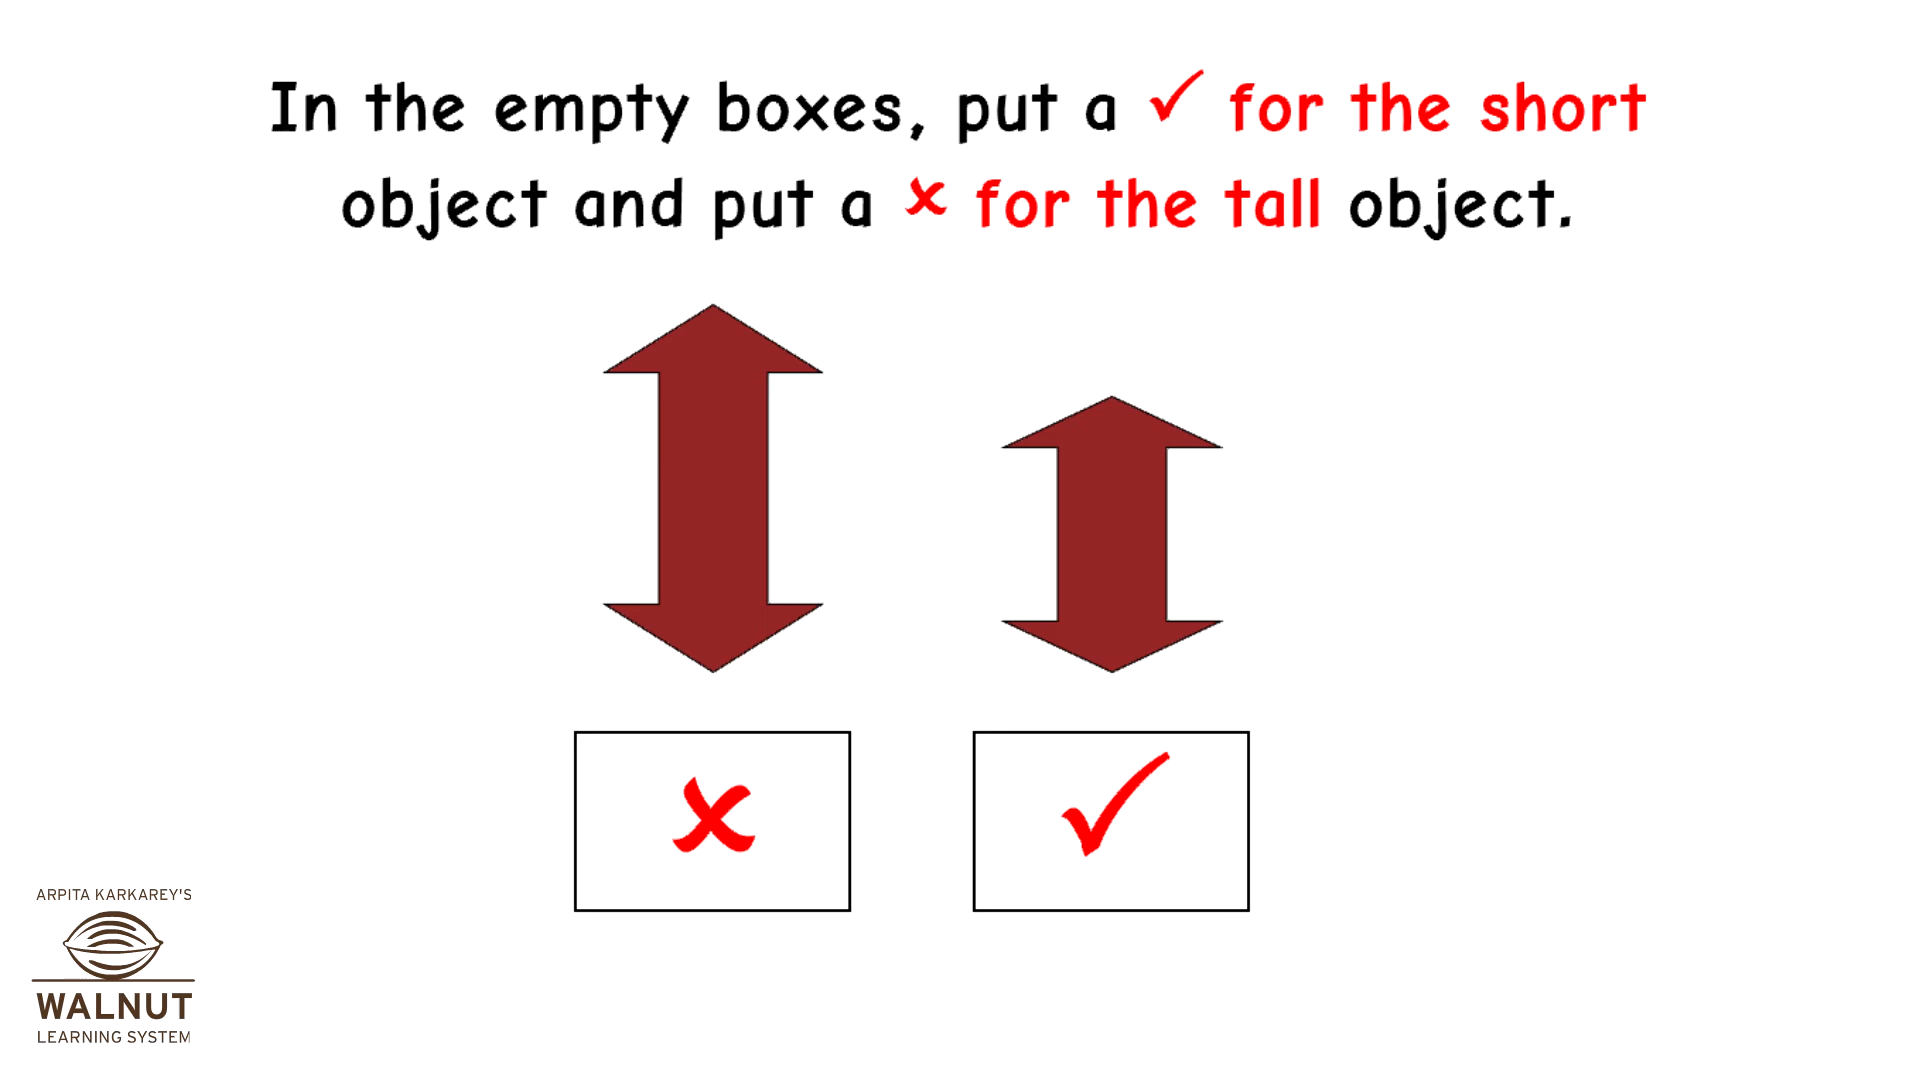 In the empty boxes, put a ✓ for the short
object and put a ✘ for the tall object.
✘ ✓
ARPITA KARKAREY'S
WALNUT
LEARNING SYSTEM